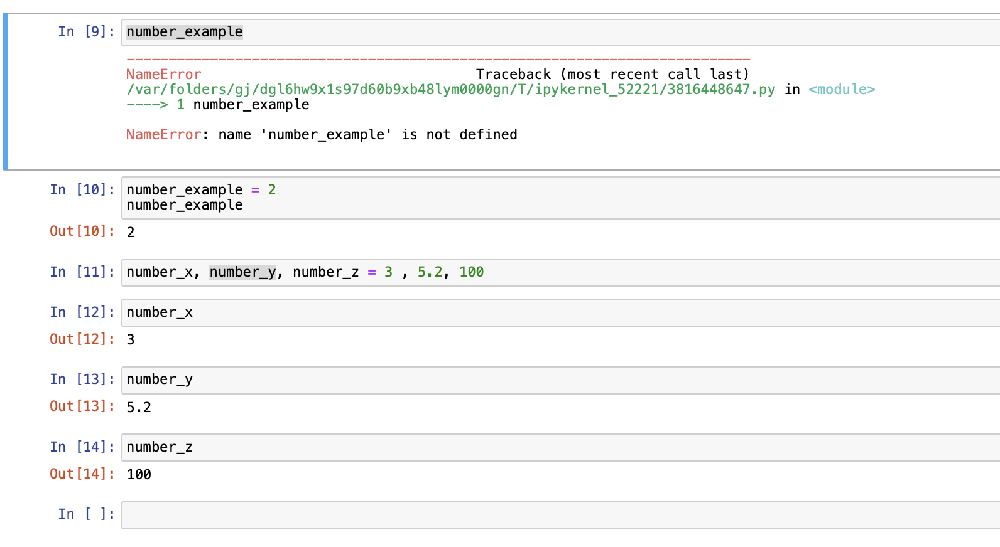 In [9]: number_example
---------------------------------------------------------------------------
NameError                                 Traceback (most recent call last)
/var/folders/gj/dgl6hw9x1s97d60b9xb48lym0000gn/T/ipykernel_52221/3816448647.py in <module>
----> 1 number_example
NameError: name 'number_example' is not defined
In [10]: number_example = 2
number_example
Out[10]: 2
In [11]: number_x, number_y, number_z = 3 , 5.2, 100
In [12]: number_x
Out[12]: 3
In [13]: number_y
Out[13]: 5.2
In [14]: number_z
Out[14]: 100
In [ ]: